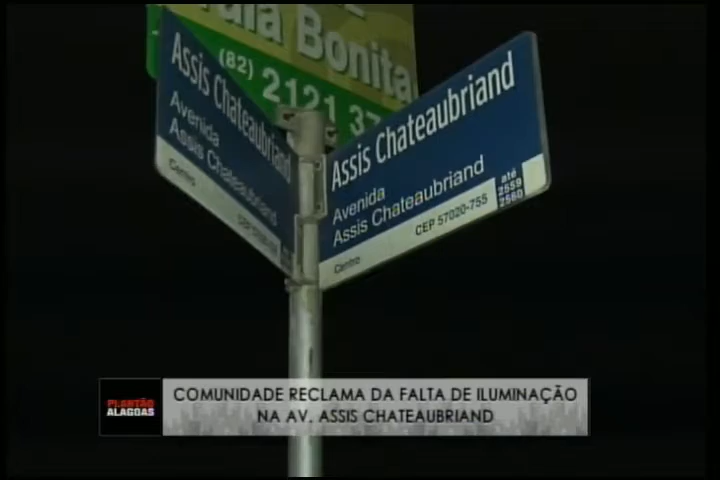 Bonita
(82)
2121
Assis Chateaubriand
Avenida
Assis Chateaubriand
Centro
Assis Chateaubriand
Avenida
Assis Chateaubriand
até
2559
2560
CEP 57020-755
Centro
PLANTÃO
ALAGOAS
COMUNIDADE RECLAMA DA FALTA DE ILUMINAÇÃO
NA AV. ASSIS CHATEAUBRIAND